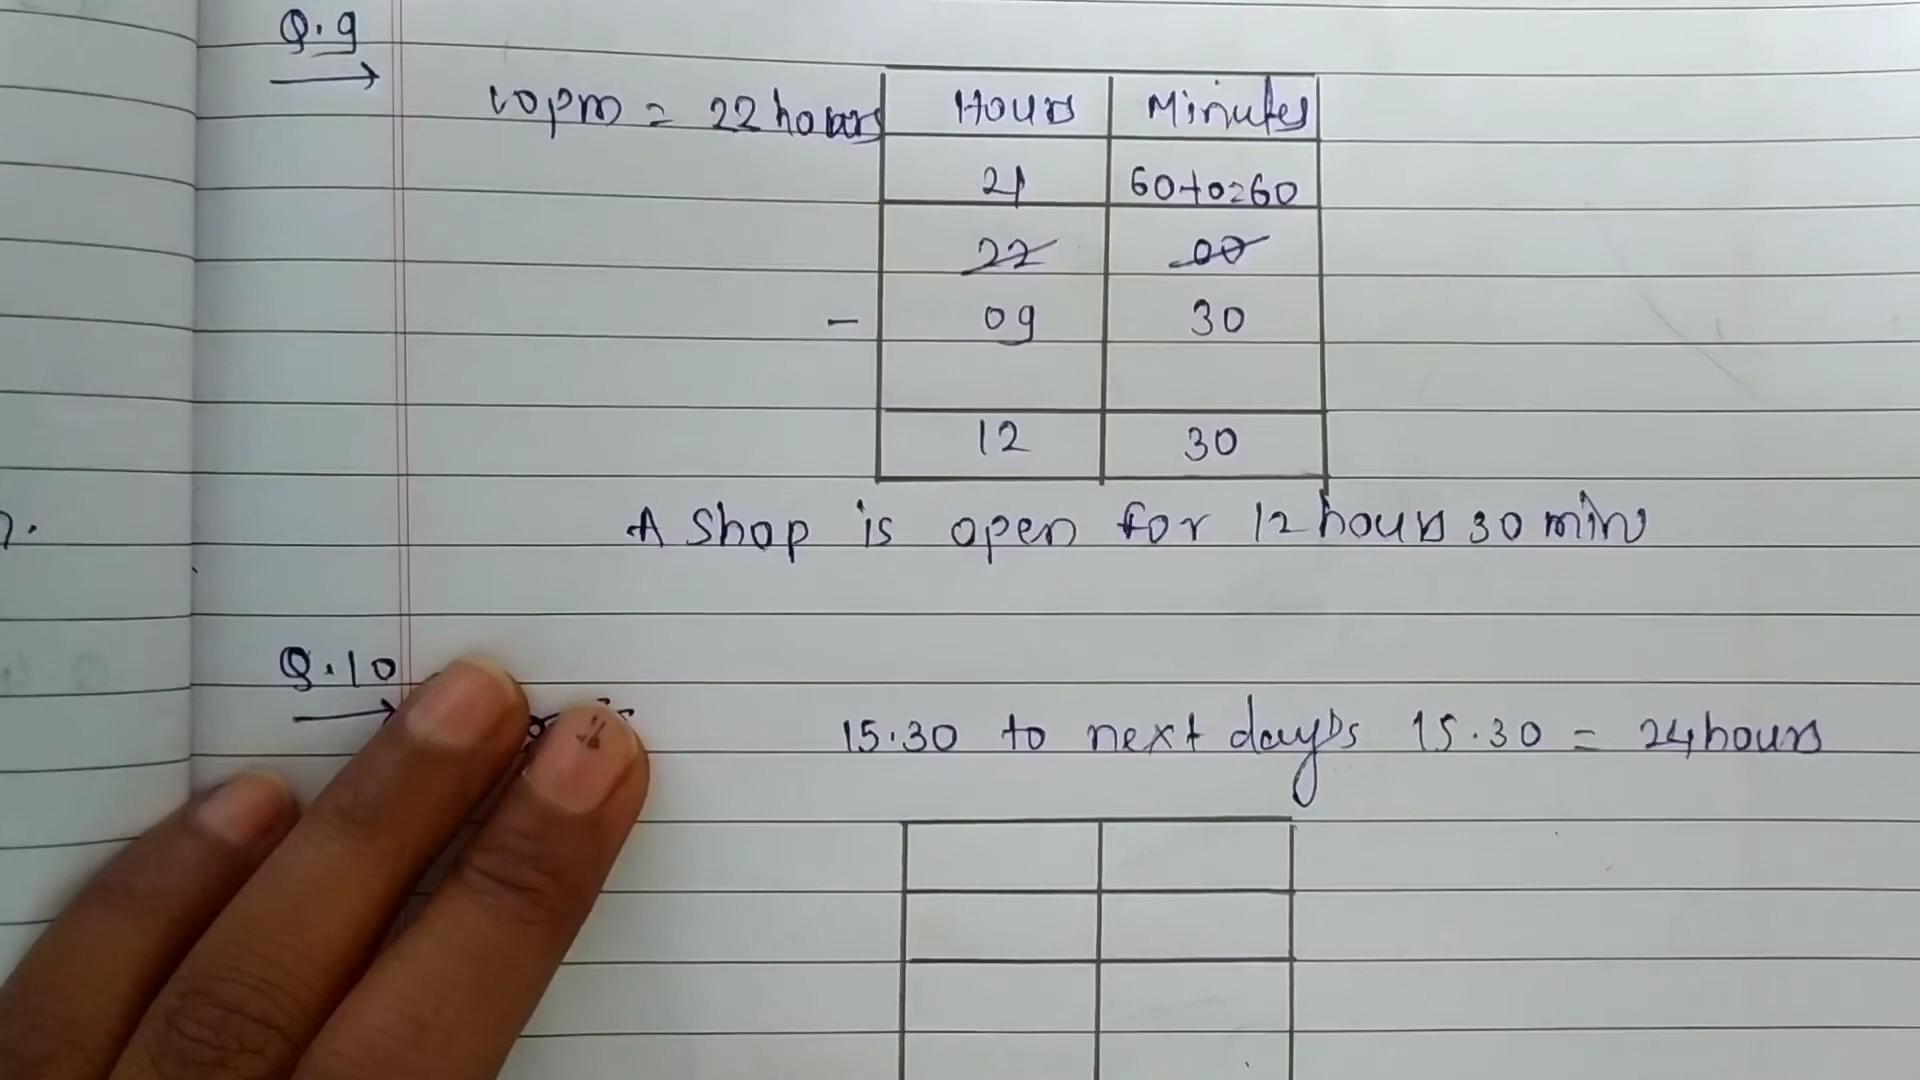 Q.9
10pm = 22 hours
Hours Minutes
21 60+0=60
22 00
- 09 30
12 30
A shop is open for 12 hours 30 min
Q.10
15.30 to next day's 15.30 = 24 hours